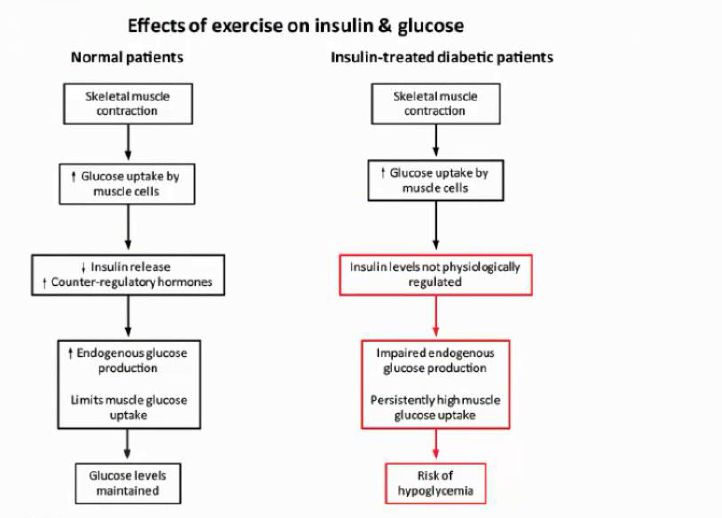 Effects of exercise on insulin & glucose
Normal patients
Skeletal muscle
contraction
↑ Glucose uptake by
muscle cells
↓ Insulin release
↑ Counter-regulatory hormones
↑ Endogenous glucose
production
Limits muscle glucose
uptake
Glucose levels
maintained
Insulin-treated diabetic patients
Skeletal muscle
contraction
↑ Glucose uptake by
muscle cells
Insulin levels not physiologically
regulated
Impaired endogenous
glucose production
Persistently high muscle
glucose uptake
Risk of
hypoglycemia